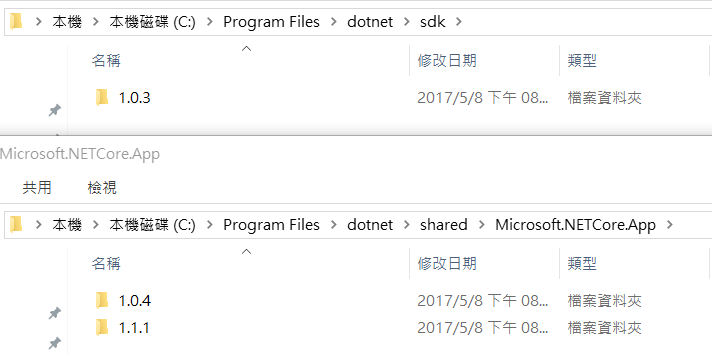 本機 > 本機磁碟 (C:) > Program Files > dotnet > sdk >
名稱 修改日期 類型
1.0.3 2017/5/8 下午 08... 檔案資料夾
Microsoft.NETCore.App
共用 檢視
本機 > 本機磁碟 (C:) > Program Files > dotnet > shared > Microsoft.NETCore.App >
名稱 修改日期 類型
1.0.4 2017/5/8 下午 08... 檔案資料夾
1.1.1 2017/5/8 下午 08... 檔案資料夾